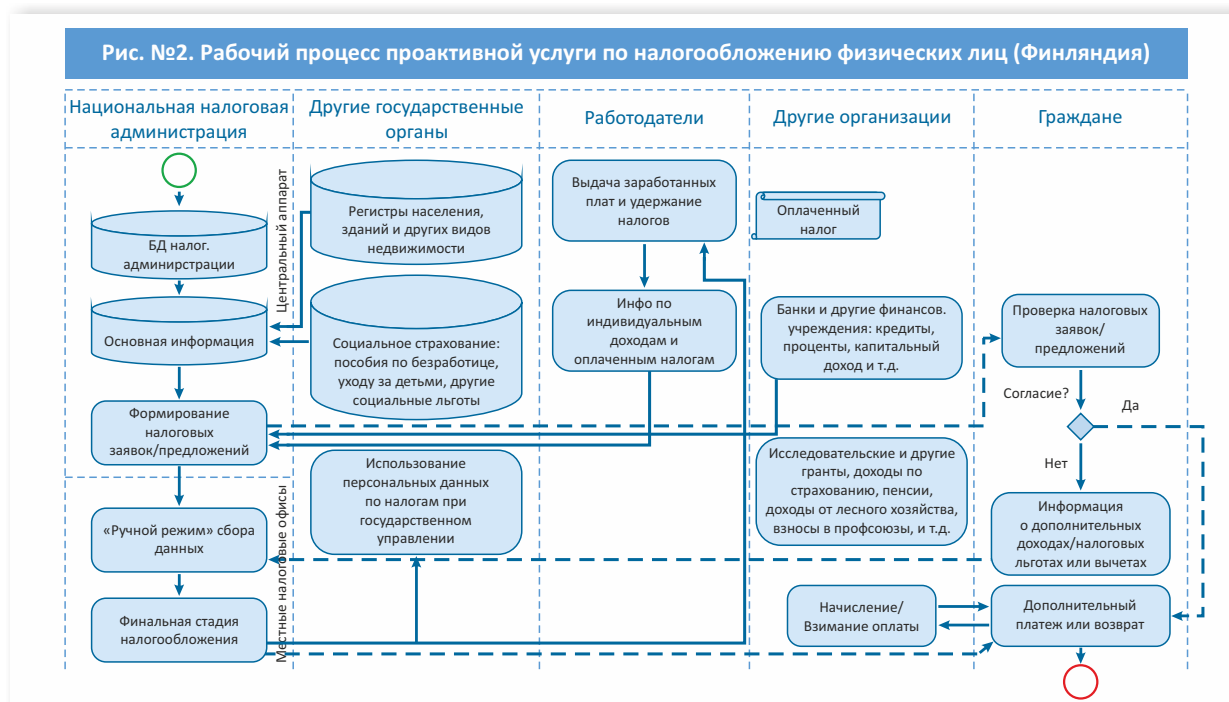 Рис. №2. Рабочий процесс проактивной услуги по налогообложению физических лиц (Финляндия)
Национальная налоговая
администрация
Другие государственные
органы
Работодатели
Другие организации
Граждане
Центральный аппарат
БД налог.
админирстрации
Основная информация
Формирование
налоговых
заявок/предложений
Местные налоговые офисы
«Ручной режим» сбора
данных
Финальная стадия
налогообложения
Регистры населения,
зданий и других видов
недвижимости
Социальное страхование:
пособия по безработице,
уходу за детьми, другие
социальные льготы
Использование
персональных данных
по налогам при
государственном
управлении
Выдача заработанных
плат и удержание
налогов
Инфо по
индивидуальным
доходам и
оплаченным налогам
Оплаченный
налог
Банки и другие финансов.
учреждения: кредиты,
проценты, капитальный
доход и т.д.
Исследовательские и другие
гранты, доходы по
страхованию, пенсии,
доходы от лесного хозяйства,
взносы в профсоюзы, и т.д.
Начисление/
Взимание оплаты
Проверка налоговых
заявок/
предложений
Согласие?
Да
Нет
Информация
о дополнительных
доходах/налоговых
льготах или вычетах
Дополнительный
платеж или возврат